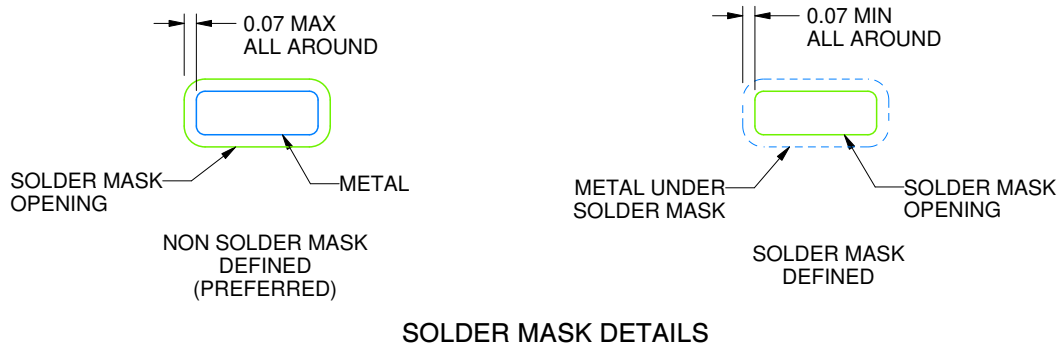 0.07 MAX
ALL AROUND
SOLDER MASK
OPENING
METAL
NON SOLDER MASK
DEFINED
(PREFERRED)
0.07 MIN
ALL AROUND
METAL UNDER
SOLDER MASK
SOLDER MASK
OPENING
SOLDER MASK
DEFINED
SOLDER MASK DETAILS